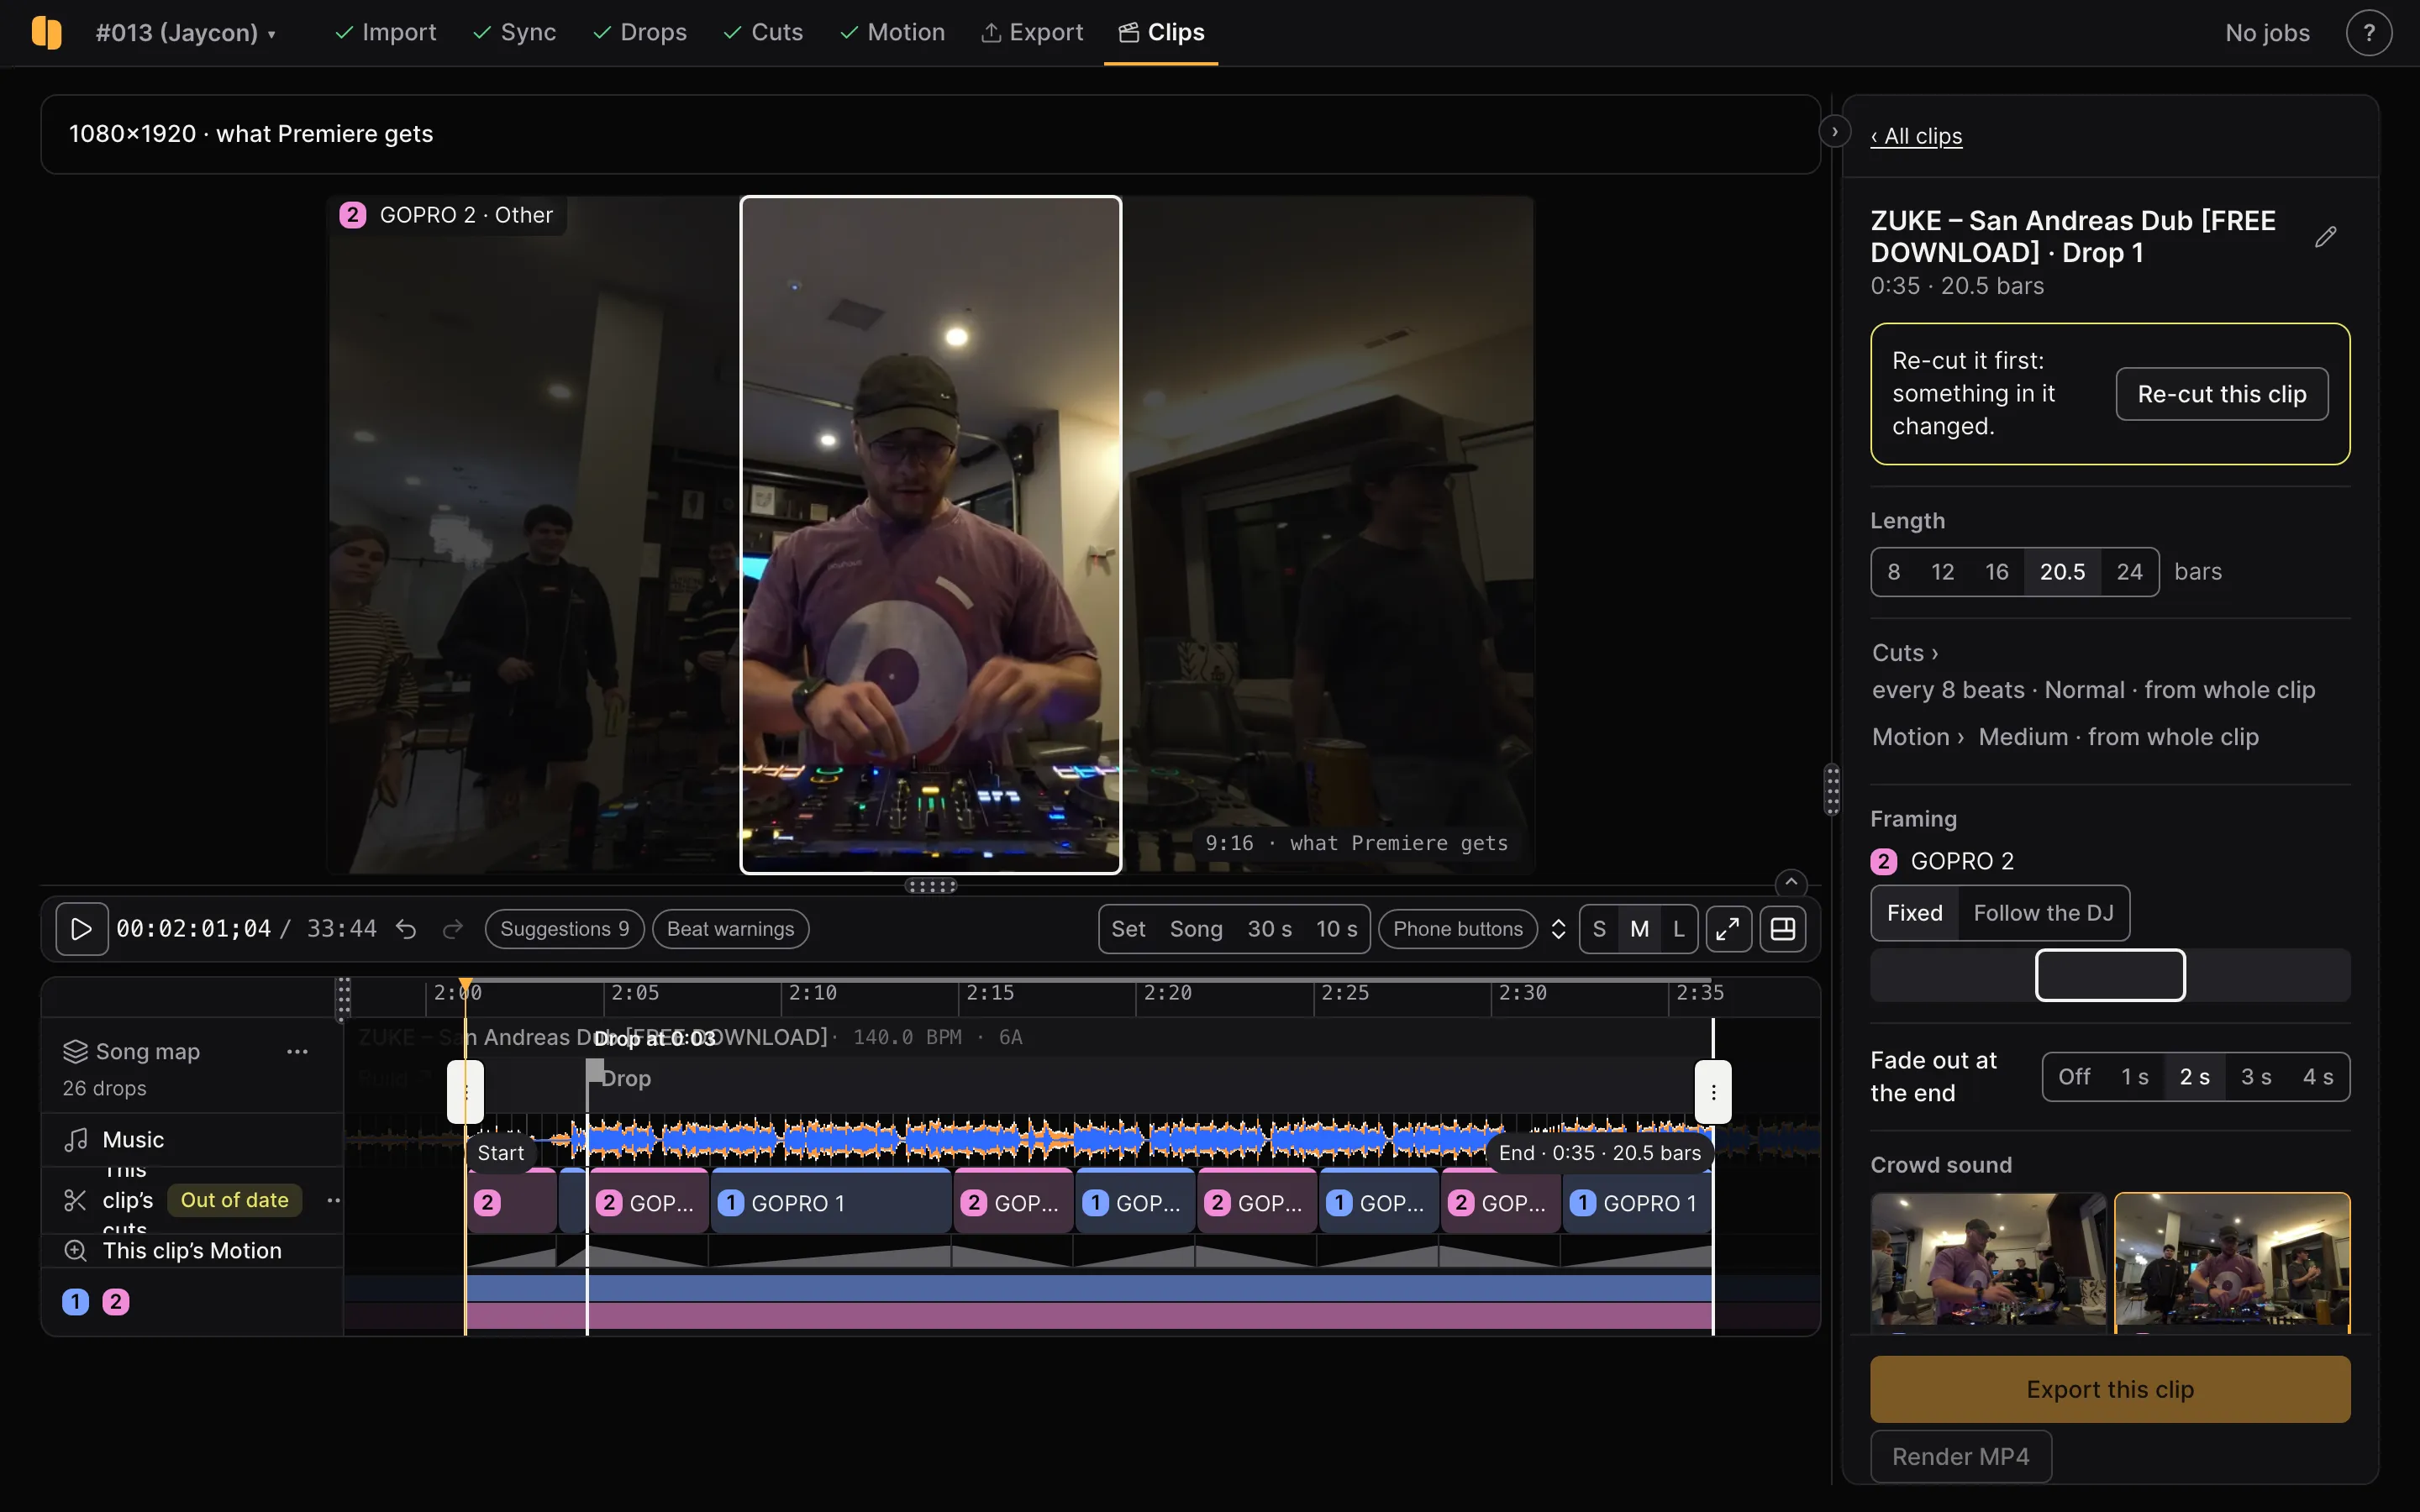 #013 (Jaycon) ▾
Import
Sync
Drops
Cuts
Motion
Export
Clips
No jobs
?
1080×1920 · what Premiere gets
2 GOPRO 2 · Other
9:16 · what Premiere gets
00:02:01;04 / 33:44
Suggestions 9
Beat warnings
Set Song 30 s 10 s
Phone buttons
S M L
2:00 2:05 2:10 2:15 2:20 2:25 2:30 2:35
Song map
26 drops
ZUKE – San Andreas Dub [FREE DOWNLOAD] · 140.0 BPM · 6A
Drop at 0:03
Drop
Music
Start
End · 0:35 · 20.5 bars
This clip's cuts
Out of date
2
2 GOP...
1 GOPRO 1
2 GOP...
1 GOP...
2 GOP...
1 GOP...
2 GOP...
1 GOPRO 1
This clip's Motion
1 2
‹ All clips
ZUKE – San Andreas Dub [FREE
DOWNLOAD] · Drop 1
0:35 · 20.5 bars
Re-cut it first:
something in it
changed.
Re-cut this clip
Length
8 12 16 20.5 24 bars
Cuts ›
every 8 beats · Normal · from whole clip
Motion › Medium · from whole clip
Framing
2 GOPRO 2
Fixed Follow the DJ
Fade out at
the end
Off 1 s 2 s 3 s 4 s
Crowd sound
Export this clip
Render MP4